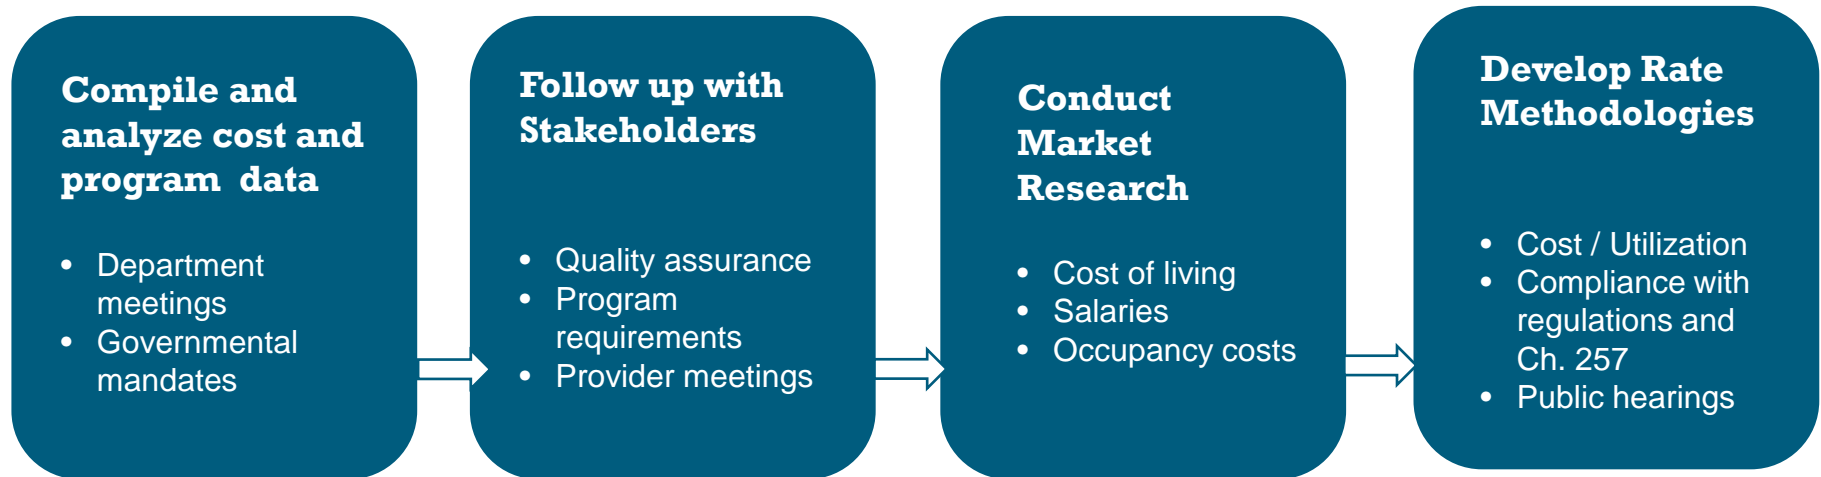 Compile and
analyze cost and
program data
• Department
meetings
• Governmental
mandates
Follow up with
Stakeholders
• Quality assurance
• Program
requirements
• Provider meetings
Conduct
Market
Research
• Cost of living
• Salaries
• Occupancy costs
Develop Rate
Methodologies
• Cost / Utilization
• Compliance with
regulations and
Ch. 257
• Public hearings